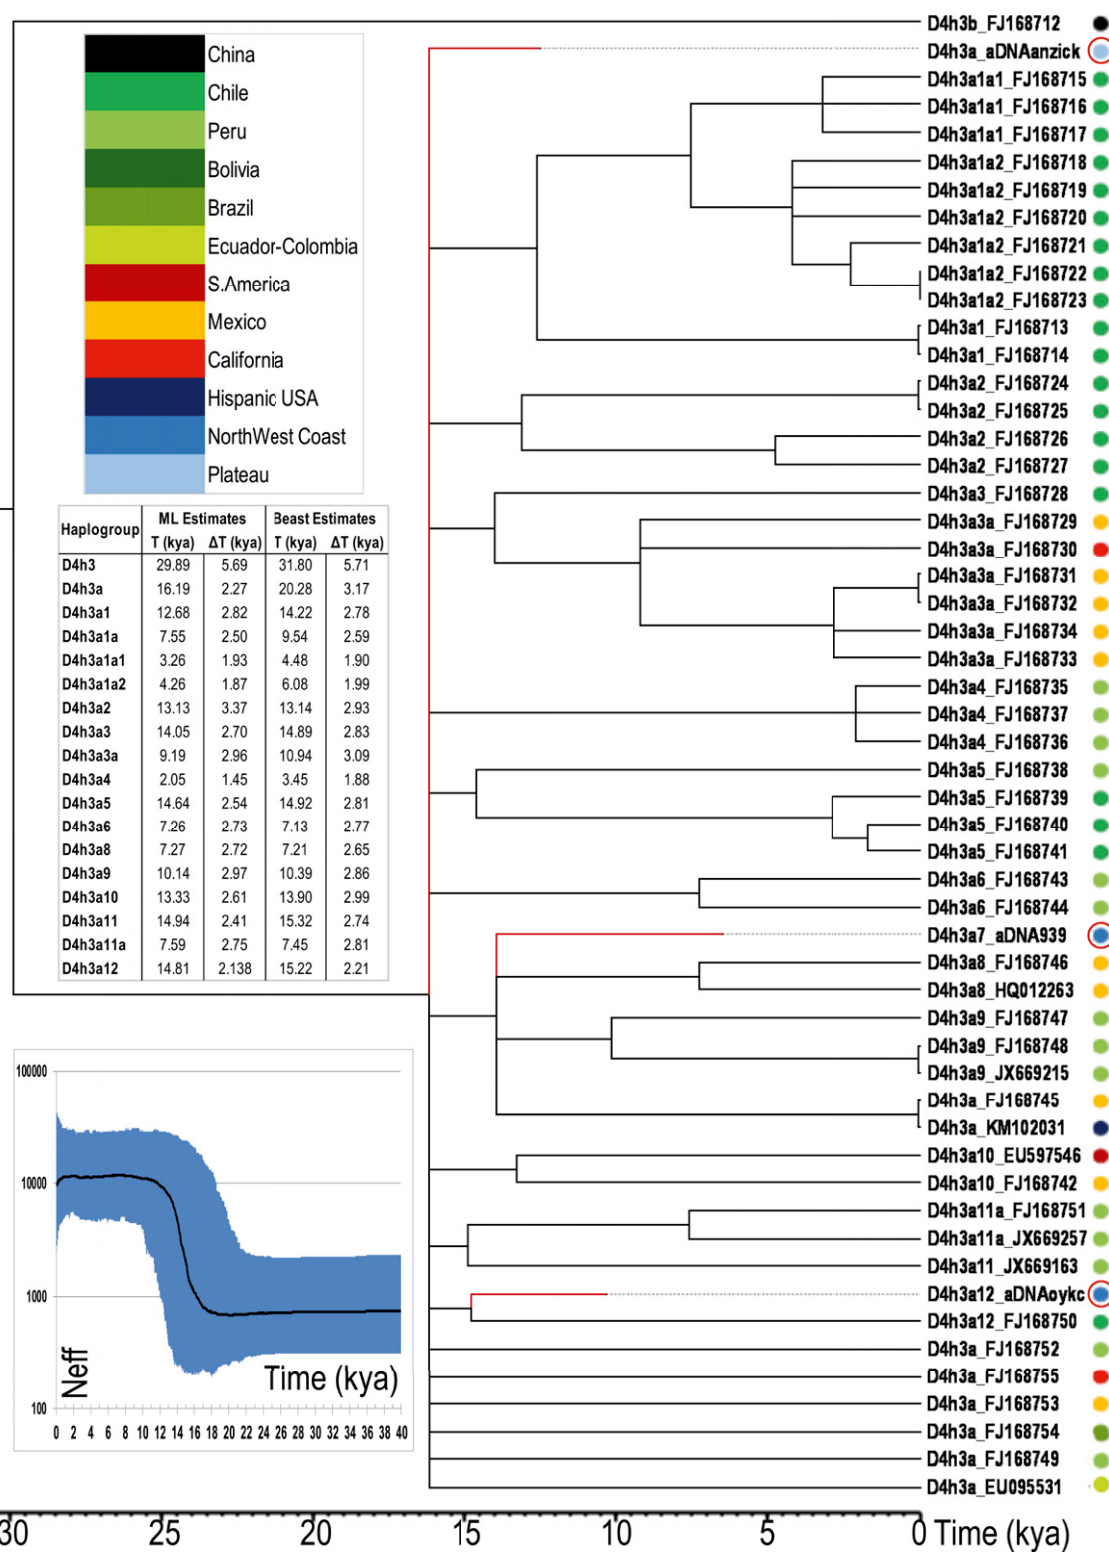 China
Chile
Peru
Bolivia
Brazil
Ecuador-Colombia
S.America
Mexico
California
Hispanic USA
NorthWest Coast
Plateau
Haplogroup ML Estimates Beast Estimates
T (kya) ΔT (kya) T (kya) ΔT (kya)
D4h3 29.89 5.69 31.80 5.71
D4h3a 16.19 2.27 20.28 3.17
D4h3a1 12.68 2.82 14.22 2.78
D4h3a1a 7.55 2.50 9.54 2.59
D4h3a1a1 3.26 1.93 4.48 1.90
D4h3a1a2 4.26 1.87 6.08 1.99
D4h3a2 13.13 3.37 13.14 2.93
D4h3a3 14.05 2.70 14.89 2.83
D4h3a3a 9.19 2.96 10.94 3.09
D4h3a4 2.05 1.45 3.45 1.88
D4h3a5 14.64 2.54 14.92 2.81
D4h3a6 7.26 2.73 7.13 2.77
D4h3a8 7.27 2.72 7.21 2.65
D4h3a9 10.14 2.97 10.39 2.86
D4h3a10 13.33 2.61 13.90 2.99
D4h3a11 14.94 2.41 15.32 2.74
D4h3a11a 7.59 2.75 7.45 2.81
D4h3a12 14.81 2.138 15.22 2.21
100000
10000
1000
100
Neff
Time (kya)
0 2 4 6 8 10 12 14 16 18 20 22 24 26 28 30 32 34 36 38 40
D4h3b_FJ168712
D4h3a_aDNAanzick
D4h3a1a1_FJ168715
D4h3a1a1_FJ168716
D4h3a1a1_FJ168717
D4h3a1a2_FJ168718
D4h3a1a2_FJ168719
D4h3a1a2_FJ168720
D4h3a1a2_FJ168721
D4h3a1a2_FJ168722
D4h3a1a2_FJ168723
D4h3a1_FJ168713
D4h3a1_FJ168714
D4h3a2_FJ168724
D4h3a2_FJ168725
D4h3a2_FJ168726
D4h3a2_FJ168727
D4h3a3_FJ168728
D4h3a3a_FJ168729
D4h3a3a_FJ168730
D4h3a3a_FJ168731
D4h3a3a_FJ168732
D4h3a3a_FJ168734
D4h3a3a_FJ168733
D4h3a4_FJ168735
D4h3a4_FJ168737
D4h3a4_FJ168736
D4h3a5_FJ168738
D4h3a5_FJ168739
D4h3a5_FJ168740
D4h3a5_FJ168741
D4h3a6_FJ168743
D4h3a6_FJ168744
D4h3a7_aDNA939
D4h3a8_FJ168746
D4h3a8_HQ012263
D4h3a9_FJ168747
D4h3a9_FJ168748
D4h3a9_JX669215
D4h3a_FJ168745
D4h3a_KM102031
D4h3a10_EU597546
D4h3a10_FJ168742
D4h3a11a_FJ168751
D4h3a11a_JX669257
D4h3a11_JX669163
D4h3a12_aDNAoykc
D4h3a12_FJ168750
D4h3a_FJ168752
D4h3a_FJ168755
D4h3a_FJ168753
D4h3a_FJ168754
D4h3a_FJ168749
D4h3a_EU095531
30 25 20 15 10 5 0 Time (kya)